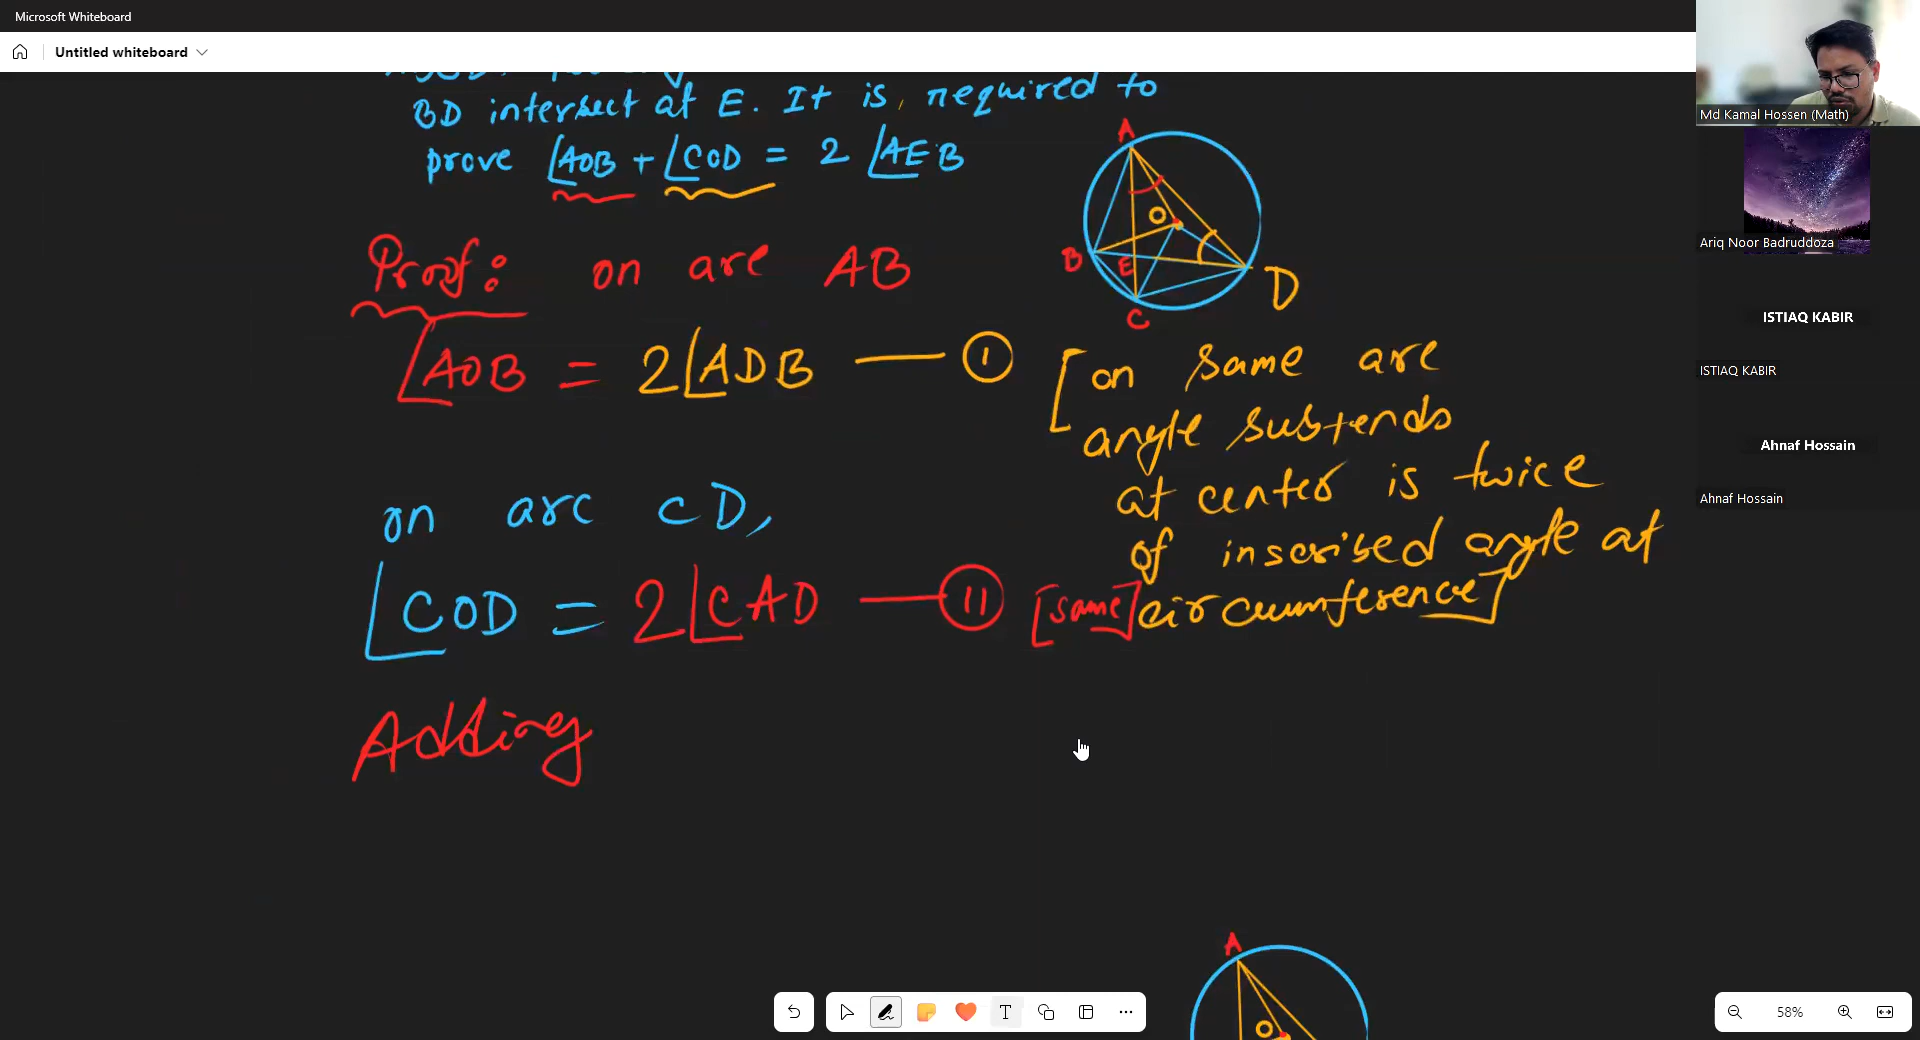 Microsoft Whiteboard
Untitled whiteboard
BD intersect at E. It is, required to
prove ∠AOB + ∠COD = 2 ∠AEB
Proof: on arc AB
∠AOB = 2∠ADB — I
[on same arc
angle subtends
at center is twice
of inscribed angle at
circumference]
on arc CD,
∠COD = 2∠CAD — II [same]
Adding
A
O
B
E
C
D
A
O
58%
Md Kamal Hossen (Math)
Ariq Noor Badruddoza
ISTIAQ KABIR
ISTIAQ KABIR
Ahnaf Hossain
Ahnaf Hossain